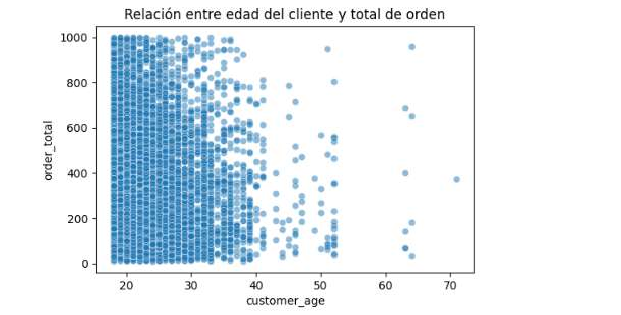 Relación entre edad del cliente y total de orden
1000
800
600
400
200
0
order_total
20 30 40 50 60 70
customer_age